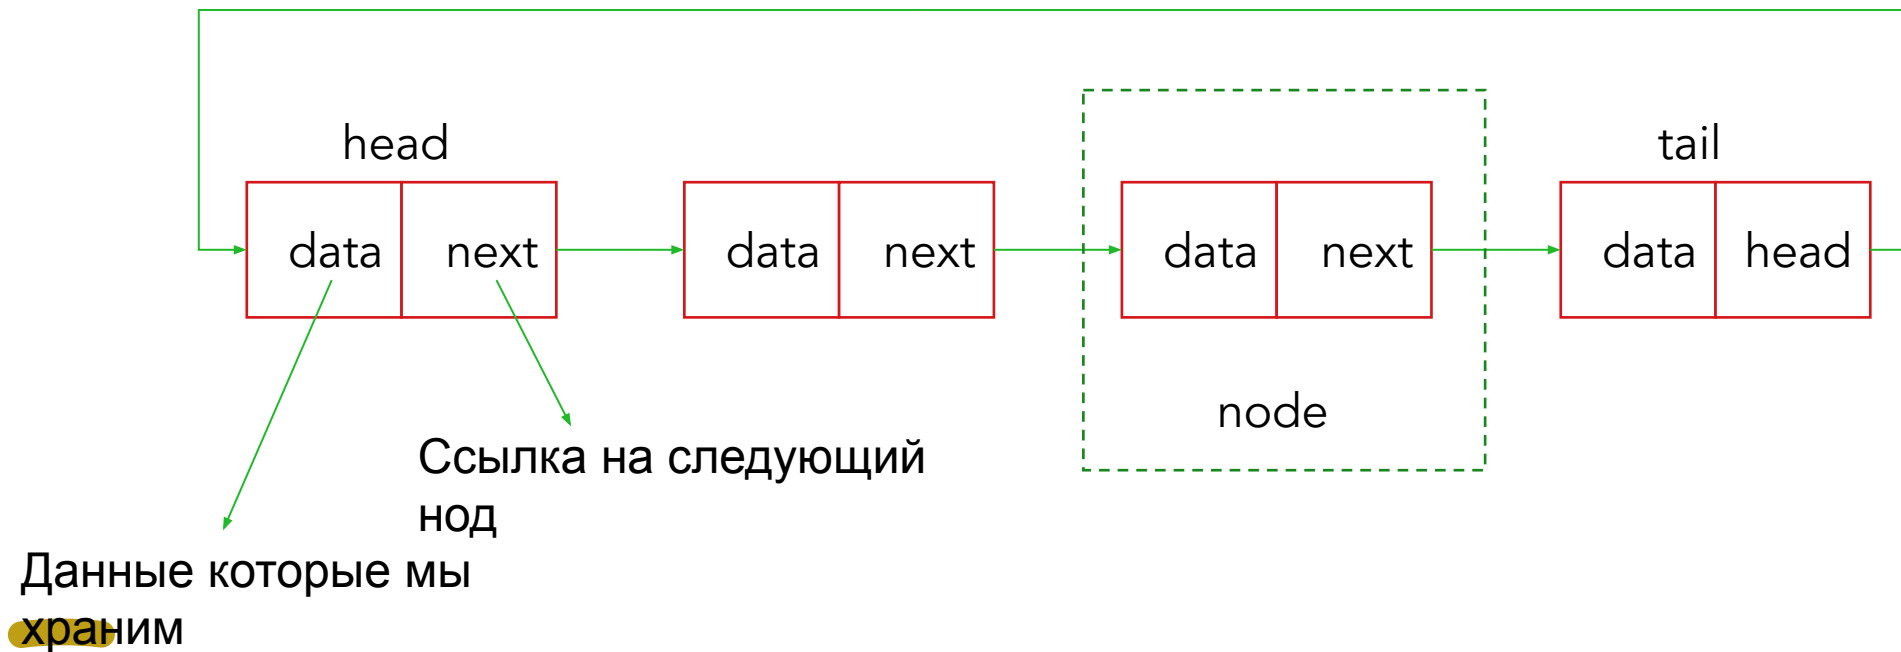 head
tail
data next
data next
data next
data head
node
Ссылка на следующий
нод
Данные которые мы
храним